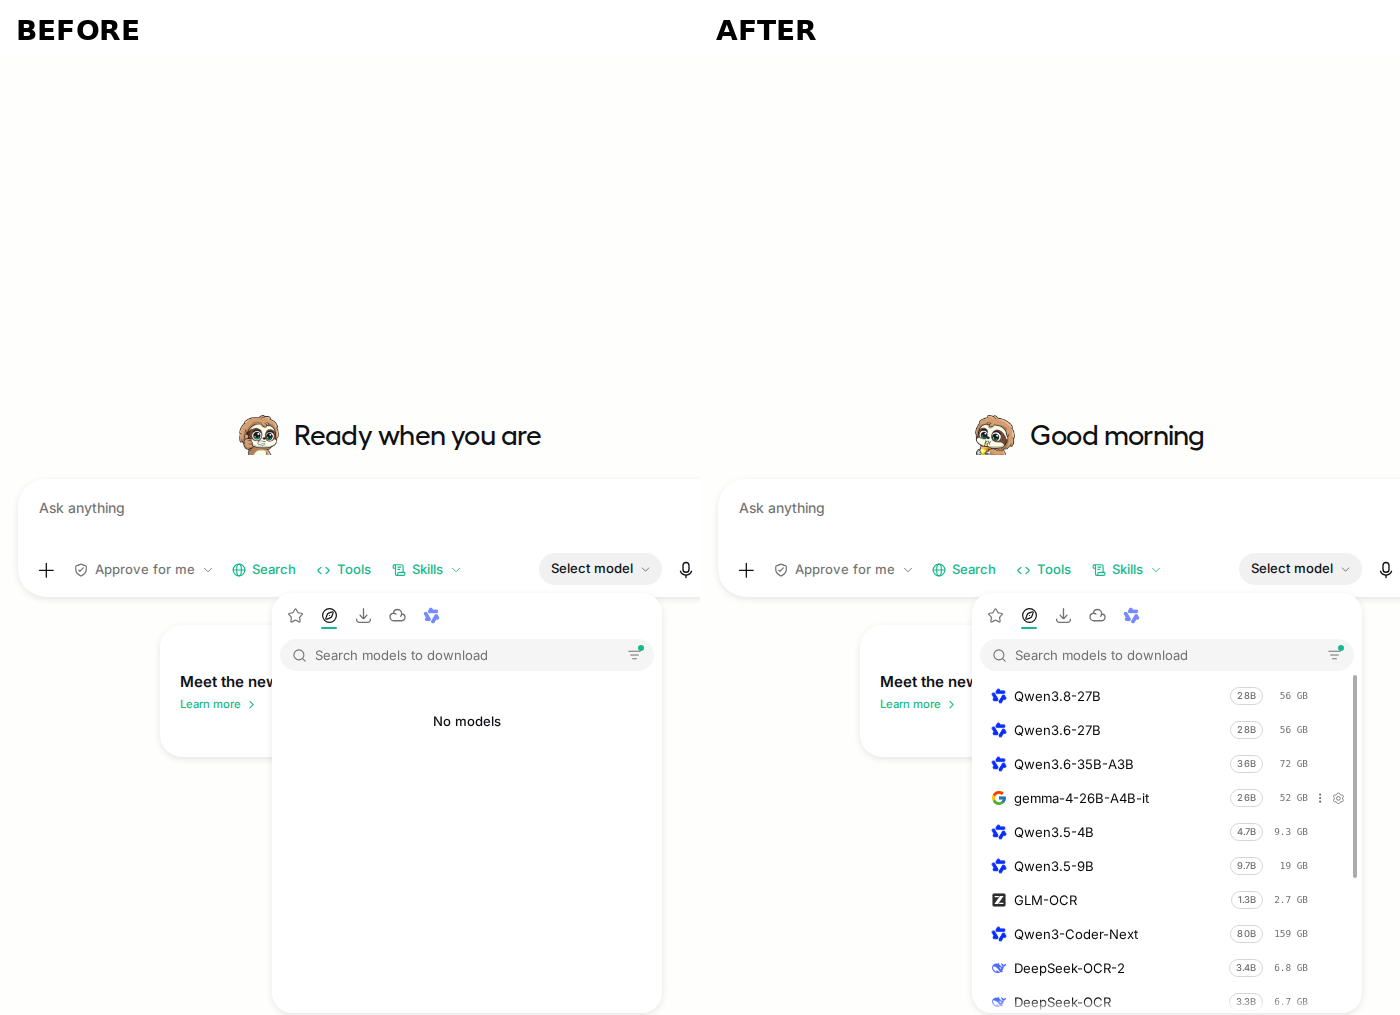 BEFORE
Ready when you are
Ask anything
Approve for me
Search
Tools
Skills
Select model
Search models to download
Meet the new
Learn more
No models
AFTER
Good morning
Ask anything
Approve for me
Search
Tools
Skills
Select model
Search models to download
Meet the new
Learn more
Qwen3.8-27B 28B 56 GB
Qwen3.6-27B 28B 56 GB
Qwen3.6-35B-A3B 36B 72 GB
gemma-4-26B-A4B-it 26B 52 GB
Qwen3.5-4B 4.7B 9.3 GB
Qwen3.5-9B 9.7B 19 GB
GLM-OCR 1.3B 2.7 GB
Qwen3-Coder-Next 80B 159 GB
DeepSeek-OCR-2 3.4B 6.8 GB
DeepSeek-OCR 3.3B 6.7 GB